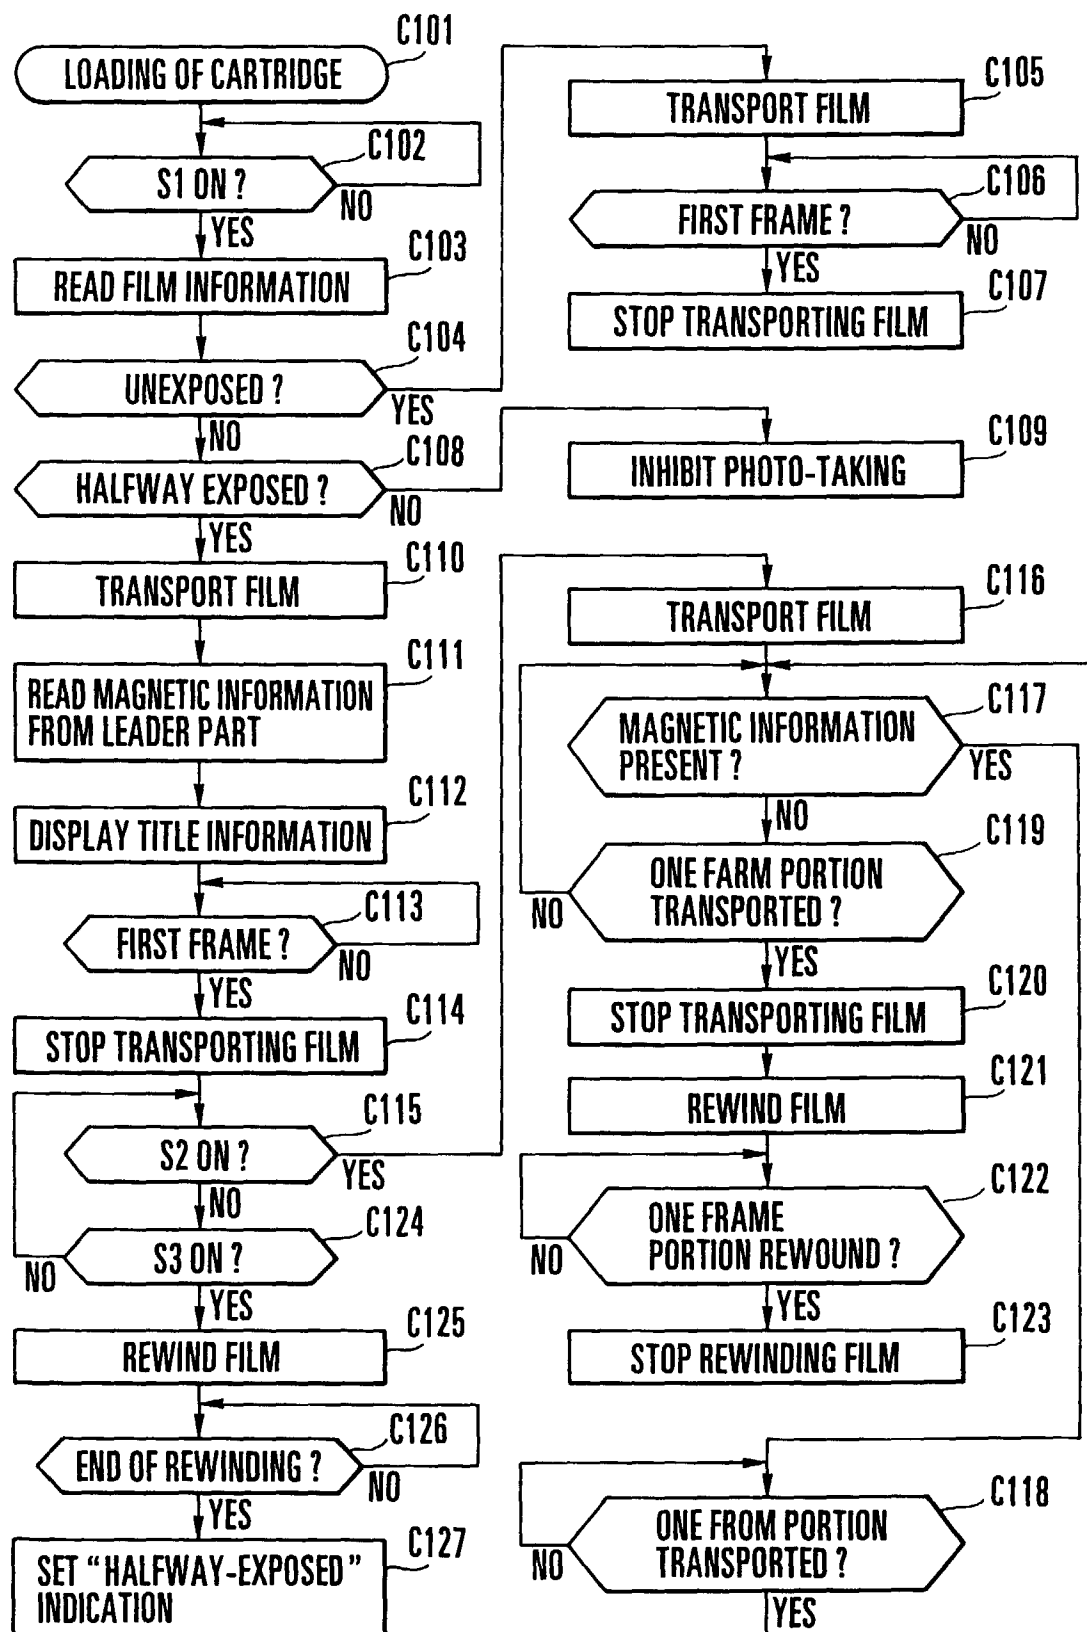 C101
LOADING OF CARTRIDGE
C102
S1 ON ?
NO
YES
C103
READ FILM INFORMATION
C104
UNEXPOSED ?
YES
NO
C108
HALFWAY EXPOSED ?
NO
YES
C110
TRANSPORT FILM
C111
READ MAGNETIC INFORMATION
FROM LEADER PART
C112
DISPLAY TITLE INFORMATION
C113
FIRST FRAME ?
NO
YES
C114
STOP TRANSPORTING FILM
C115
S2 ON ?
YES
NO
C124
S3 ON ?
NO
YES
C125
REWIND FILM
C126
END OF REWINDING ?
NO
YES
C127
SET “HALFWAY-EXPOSED”
INDICATION
C105
TRANSPORT FILM
C106
FIRST FRAME ?
NO
YES
C107
STOP TRANSPORTING FILM
C109
INHIBIT PHOTO-TAKING
C116
TRANSPORT FILM
C117
MAGNETIC INFORMATION
PRESENT ?
YES
NO
C119
ONE FARM PORTION
TRANSPORTED ?
NO
YES
C120
STOP TRANSPORTING FILM
C121
REWIND FILM
C122
ONE FRAME
PORTION REWOUND ?
NO
YES
C123
STOP REWINDING FILM
C118
ONE FROM PORTION
TRANSPORTED ?
NO
YES